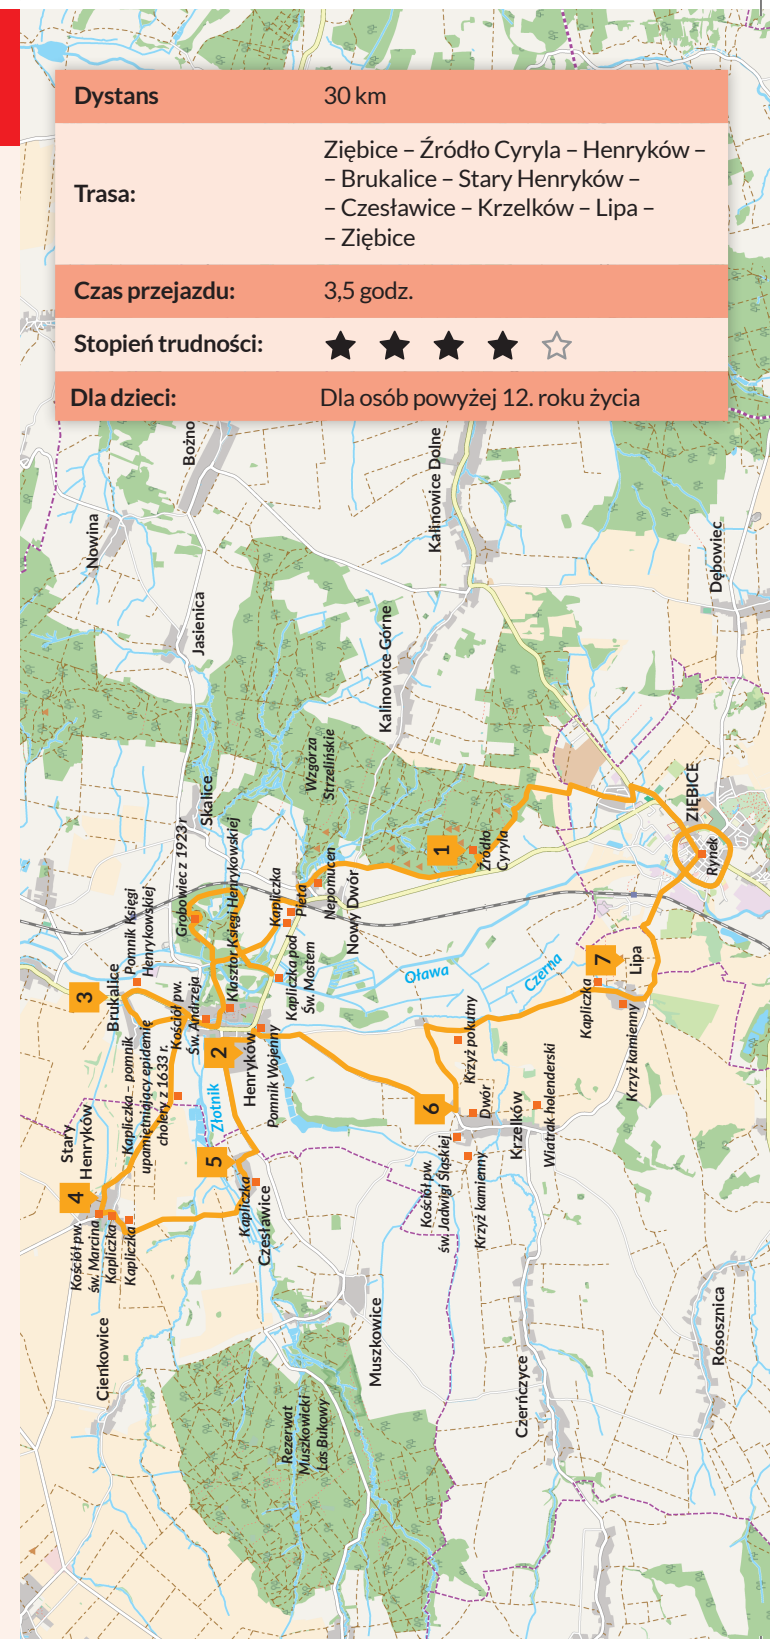 Dystans
30 km
Trasa:
Ziębice – Źródło Cyryla – Henryków –
– Brukalice – Stary Henryków –
– Czesławice – Krzelków – Lipa –
– Ziębice
Czas przejazdu:
3,5 godz.
Stopień trudności:
Dla dzieci:
Dla osób powyżej 12. roku życia
Nowina
Bożno
Kalinowice Dolne
Dębowiec
Jasienica
Kalinowice Górne
Wzgórza
Strzelińskie
Skalice
ZIĘBICE
Rynek
1
Źródło
Cyryla
Grobowiec z 1923 r
Klasztor Księgi Henrykowskiej
Kapliczka
Pieta
Nepomucen
Nowy Dwór
Pomnik Księgi
Henrykowskiej
3
Brukalice
Kościół pw.
Św. Andrzeja
Kapliczka pod
Św. Mostem
Oława
Czerna
7
Lipa
Kapliczka
Krzyż kamienny
2
Henryków
Pomnik Wojenny
Złotnik
Kapliczka – pomnik
upamiętniający epidemię
cholery z 1633 r.
Krzyż pokutny
6
Dwór
Krzelków
Wiatrak holenderski
Stary
Henryków
4
5
Kościół pw.
św. Marcina
Kapliczka
Kapliczka
Kapliczka
Czesławice
Kościół pw.
św. Jadwigi Śląskiej
Krzyż kamienny
Cienkowice
Muszkowice
Rososznica
Czerńczyce
Rezerwat
Muszkowicki
Las Bukowy